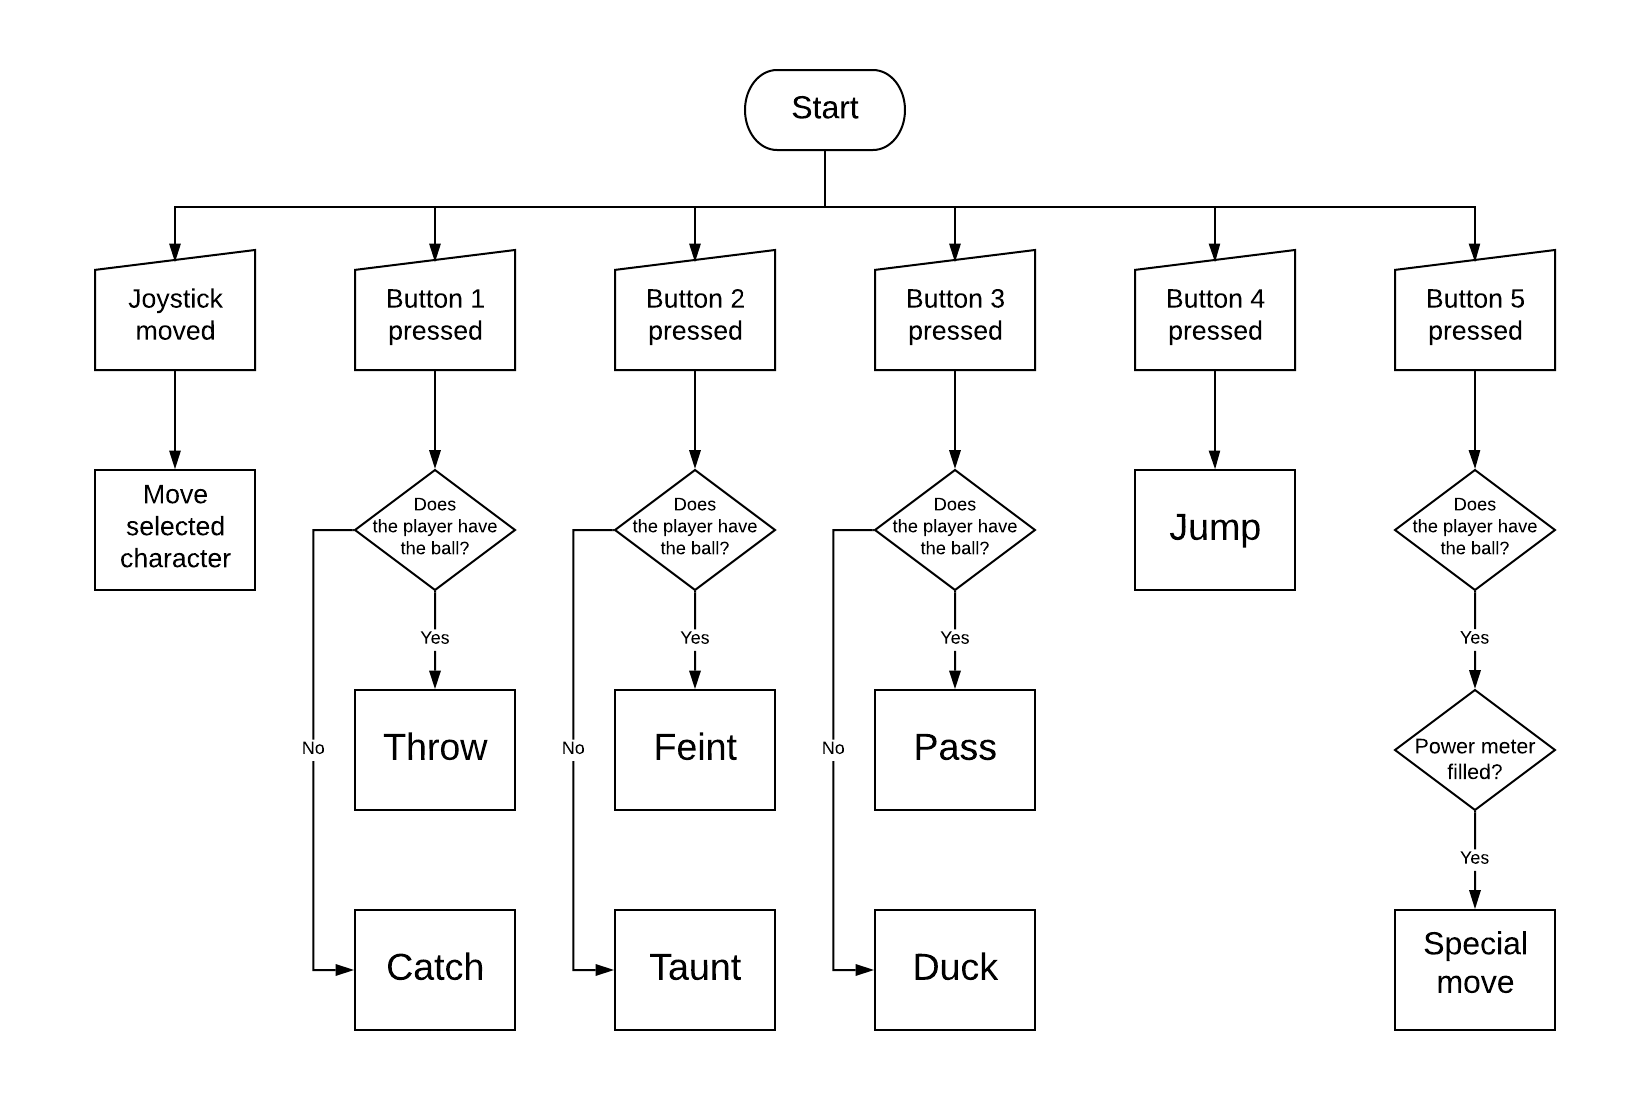 Start
Joystick
moved
Button 1
pressed
Button 2
pressed
Button 3
pressed
Button 4
pressed
Button 5
pressed
Move
selected
character
Does
the player have
the ball?
Does
the player have
the ball?
Does
the player have
the ball?
Jump
Does
the player have
the ball?
Yes
Yes
Yes
Yes
No
Throw
No
Feint
No
Pass
Power meter
filled?
Yes
Catch
Taunt
Duck
Special
move